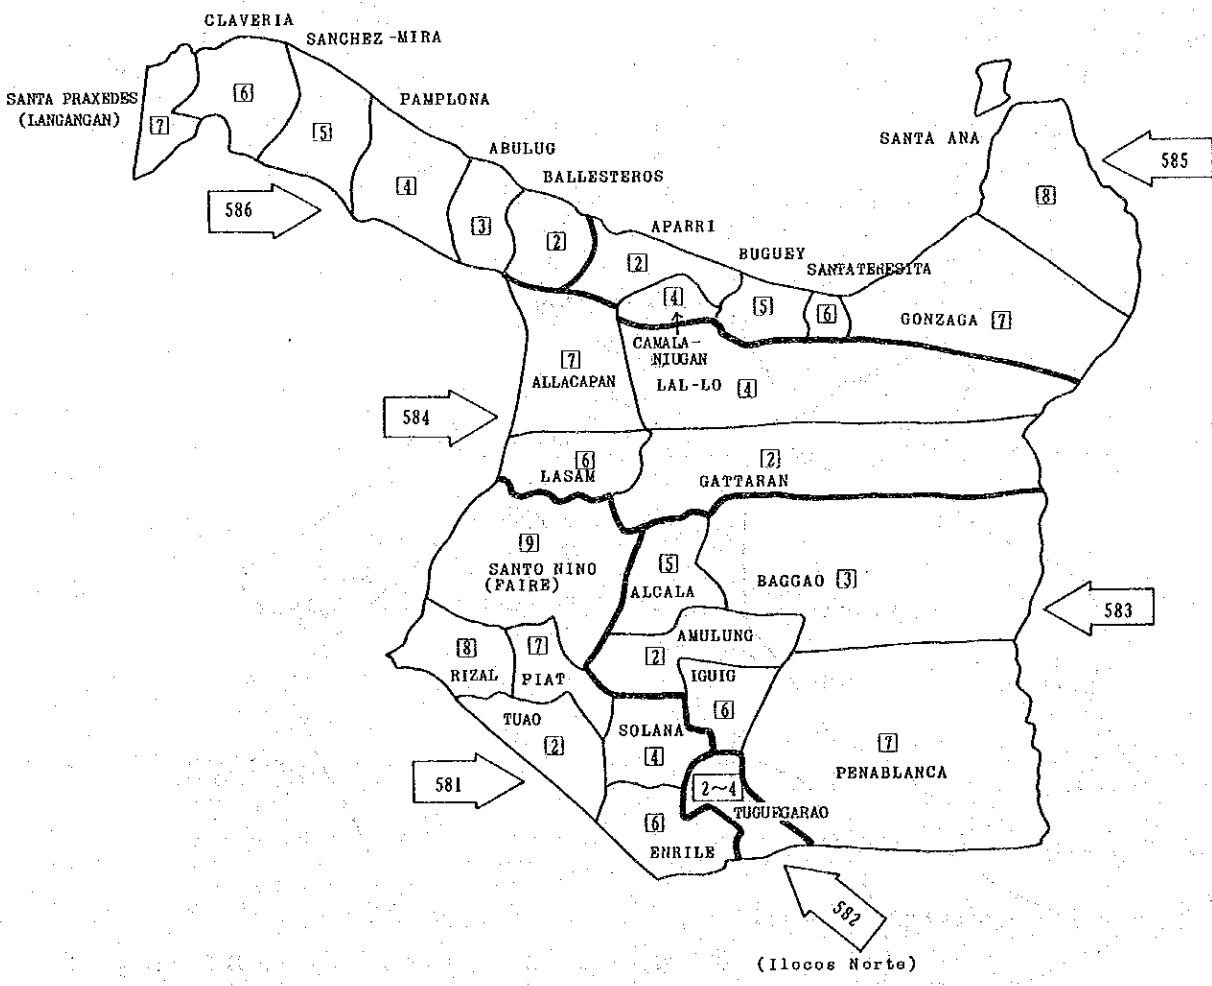 CLAVERIA
SANCHEZ-MIRA
SANTA PRAXEDES
(LANGANGAN)
7
6
5
PAMPLONA
4
ABULUG
3
BALLESTEROS
2
586
SANTA ANA
8
585
APARRI
2
BUGUEY
5
SANTATERESITA
6
GONZAGA 7
4
CAMALA-
NIUGAN
7
ALLACAPAN
LAL-LO 4
584
6
LASAM
2
GATTARAN
9
SANTO NINO
(FAIRE)
5
ALCALA
BAGGAO 3
583
8
RIZAL
7
PIAT
AMULUNG
2
IGUIG
6
TUAO
2
SOLANA
4
7
PENABLANCA
581
2~4
TUGUEGARAO
6
ENRILE
582
(Ilocos Norte)